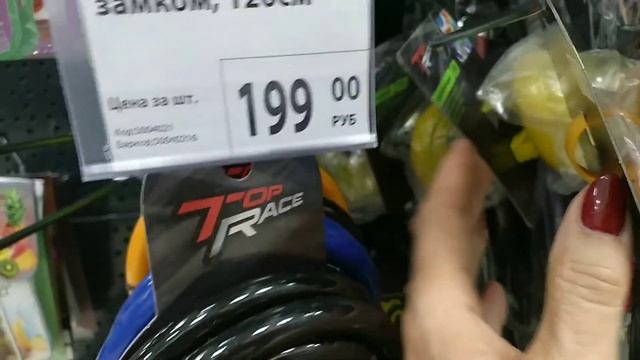 замком, 120см
Цена за шт.
199 00
РУБ
TOP
RACE